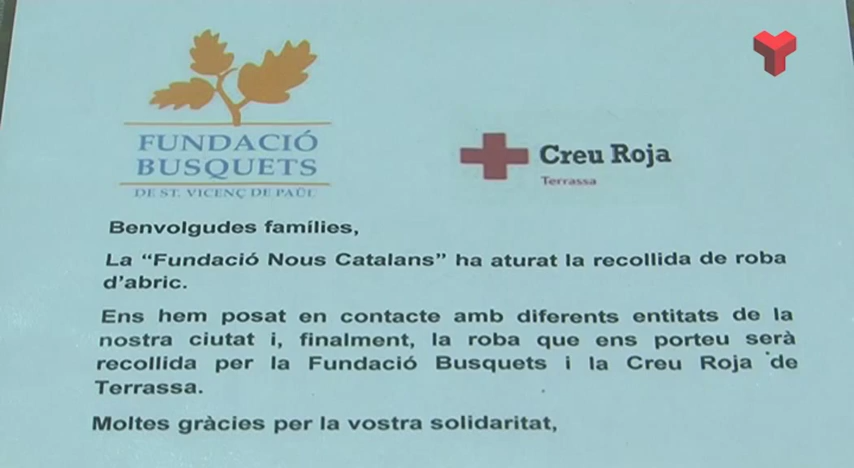 FUNDACIÓ
BUSQUETS
DE ST. VICENÇ DE PAÜL
Creu Roja
Terrassa
Benvolgudes famílies,
La “Fundació Nous Catalans” ha aturat la recollida de roba
d’abric.
Ens hem posat en contacte amb diferents entitats de la
nostra ciutat i, finalment, la roba que ens porteu serà
recollida per la Fundació Busquets i la Creu Roja de
Terrassa.
Moltes gràcies per la vostra solidaritat,